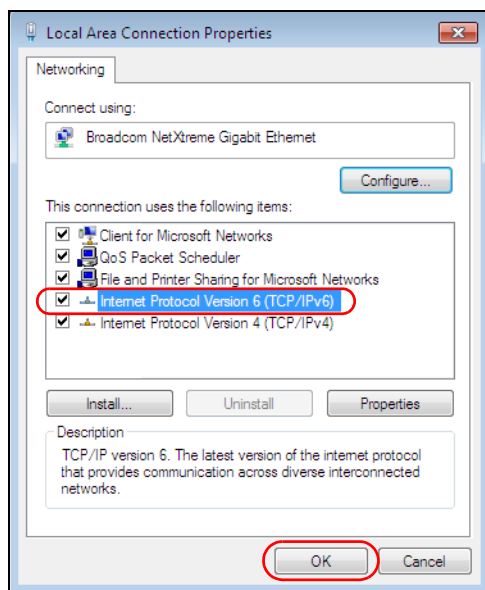 Local Area Connection Properties
Networking
Connect using:
Broadcom NetXtreme Gigabit Ethernet
Configure...
This connection uses the following items:
Client for Microsoft Networks
QoS Packet Scheduler
File and Printer Sharing for Microsoft Networks
Internet Protocol Version 6 (TCP/IPv6)
Internet Protocol Version 4 (TCP/IPv4)
Install...
Uninstall
Properties
Description
TCP/IP version 6. The latest version of the internet protocol
that provides communication across diverse interconnected
networks.
OK
Cancel